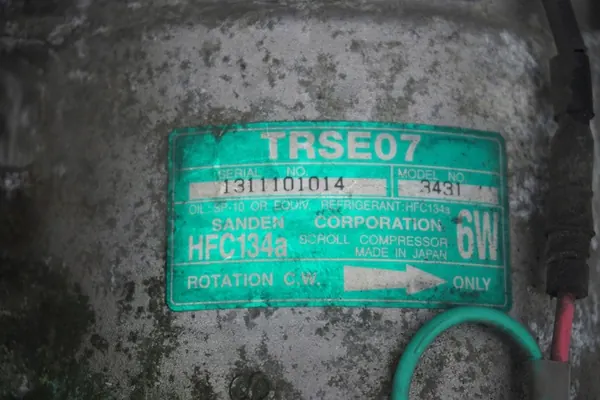 TRSE07
SERIAL NO. MODEL NO.
1311101014 3431
OIL: SP-10 OR EQUIV. REFRIGERANT: HFC134a
SANDEN CORPORATION 6W
HFC134a SCROLL COMPRESSOR
MADE IN JAPAN
ROTATION C.W. ONLY